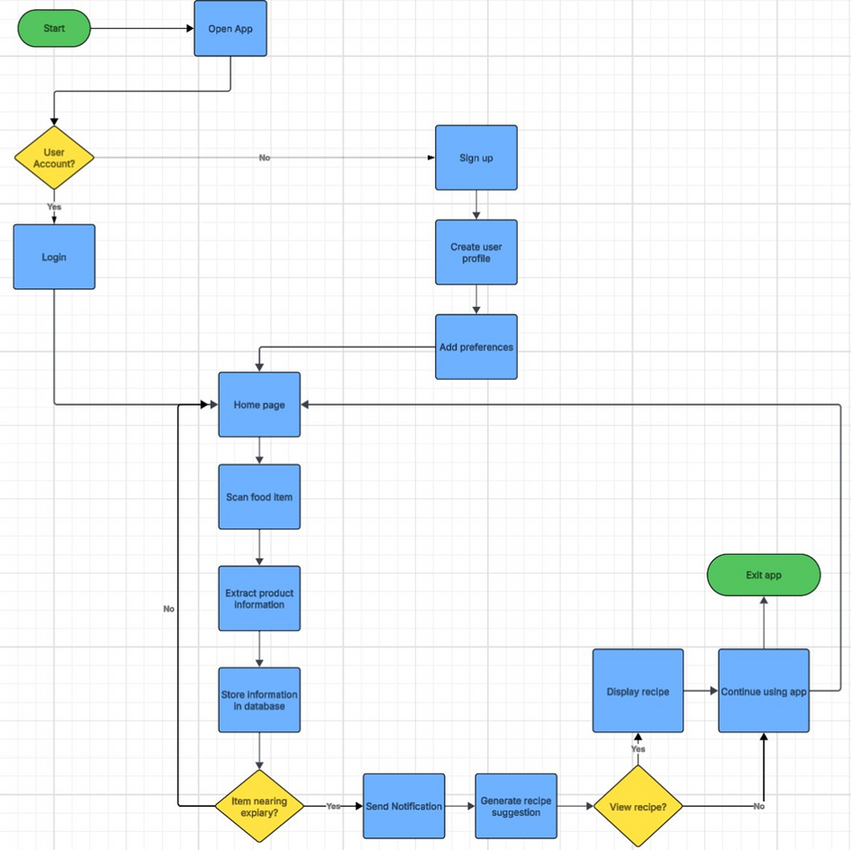 Start
Open App
User
Account?
No
Sign up
Yes
Create user
profile
Login
Add preferences
Home page
Scan food item
Exit app
Extract product
information
No
Store information
in database
Display recipe
Continue using app
Yes
Item nearing
expiary?
Yes
Send Notification
Generate recipe
suggestion
View recipe?
No